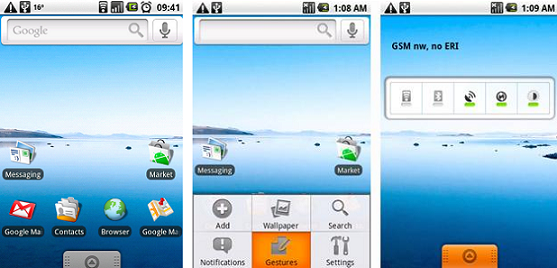 16°
09:41
Google
Messaging
Market
Google Ma
Contacts
Browser
Google Ma
1:08 AM
Messaging
Market
Add
Wallpaper
Search
Notifications
Gestures
Settings
1:09 AM
GSM nw, no ERI